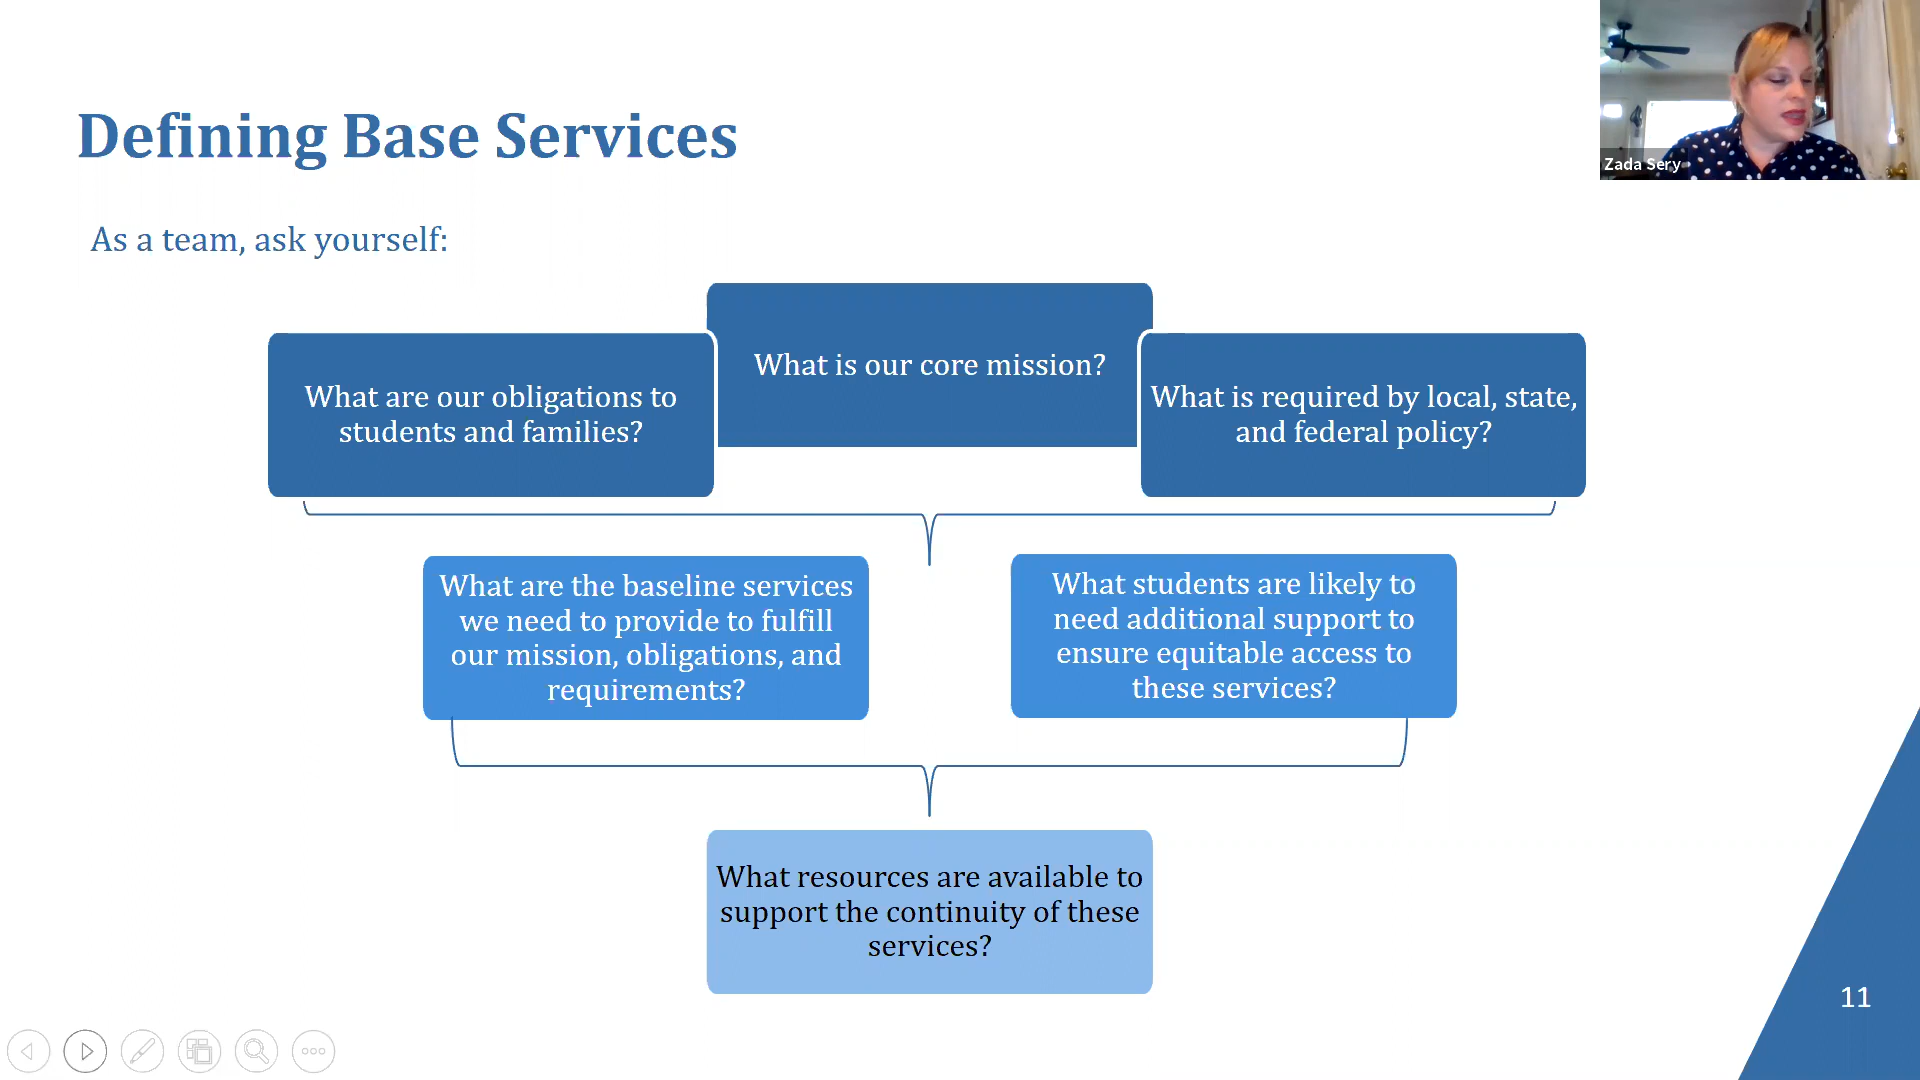 Defining Base Services
Zada Sery
As a team, ask yourself:
What is our core mission?
What are our obligations to
students and families?
What is required by local, state,
and federal policy?
What are the baseline services
we need to provide to fulfill
our mission, obligations, and
requirements?
What students are likely to
need additional support to
ensure equitable access to
these services?
What resources are available to
support the continuity of these
services?
11